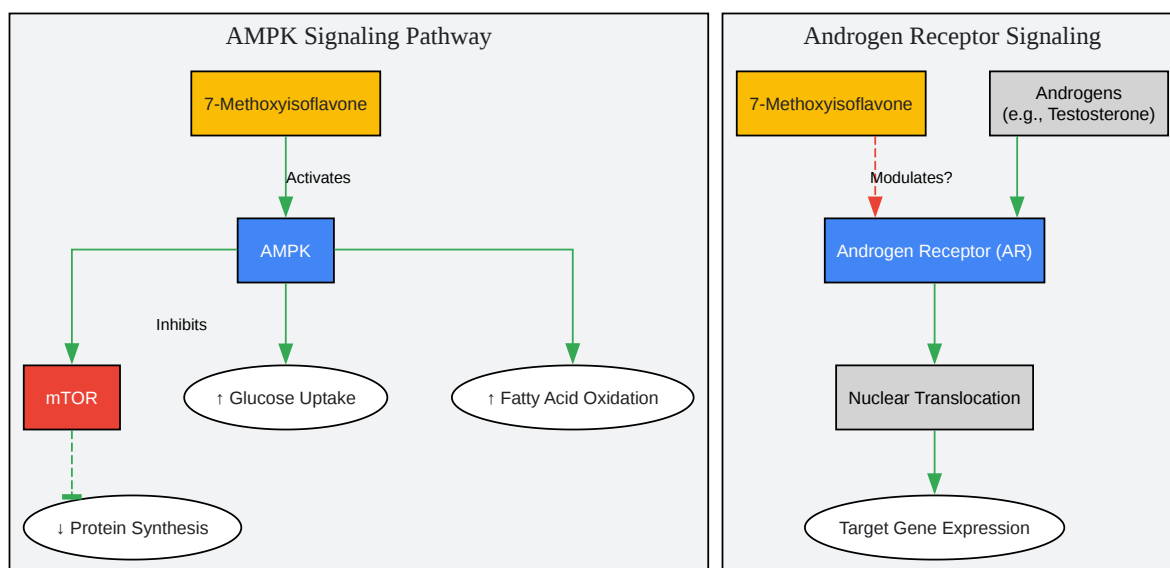 AMPK Signaling Pathway
7-Methoxyisoflavone
Activates
AMPK
Inhibits
mTOR
↑ Glucose Uptake
↑ Fatty Acid Oxidation
↓ Protein Synthesis
Androgen Receptor Signaling
7-Methoxyisoflavone
Androgens
(e.g., Testosterone)
Modulates?
Androgen Receptor (AR)
Nuclear Translocation
Target Gene Expression